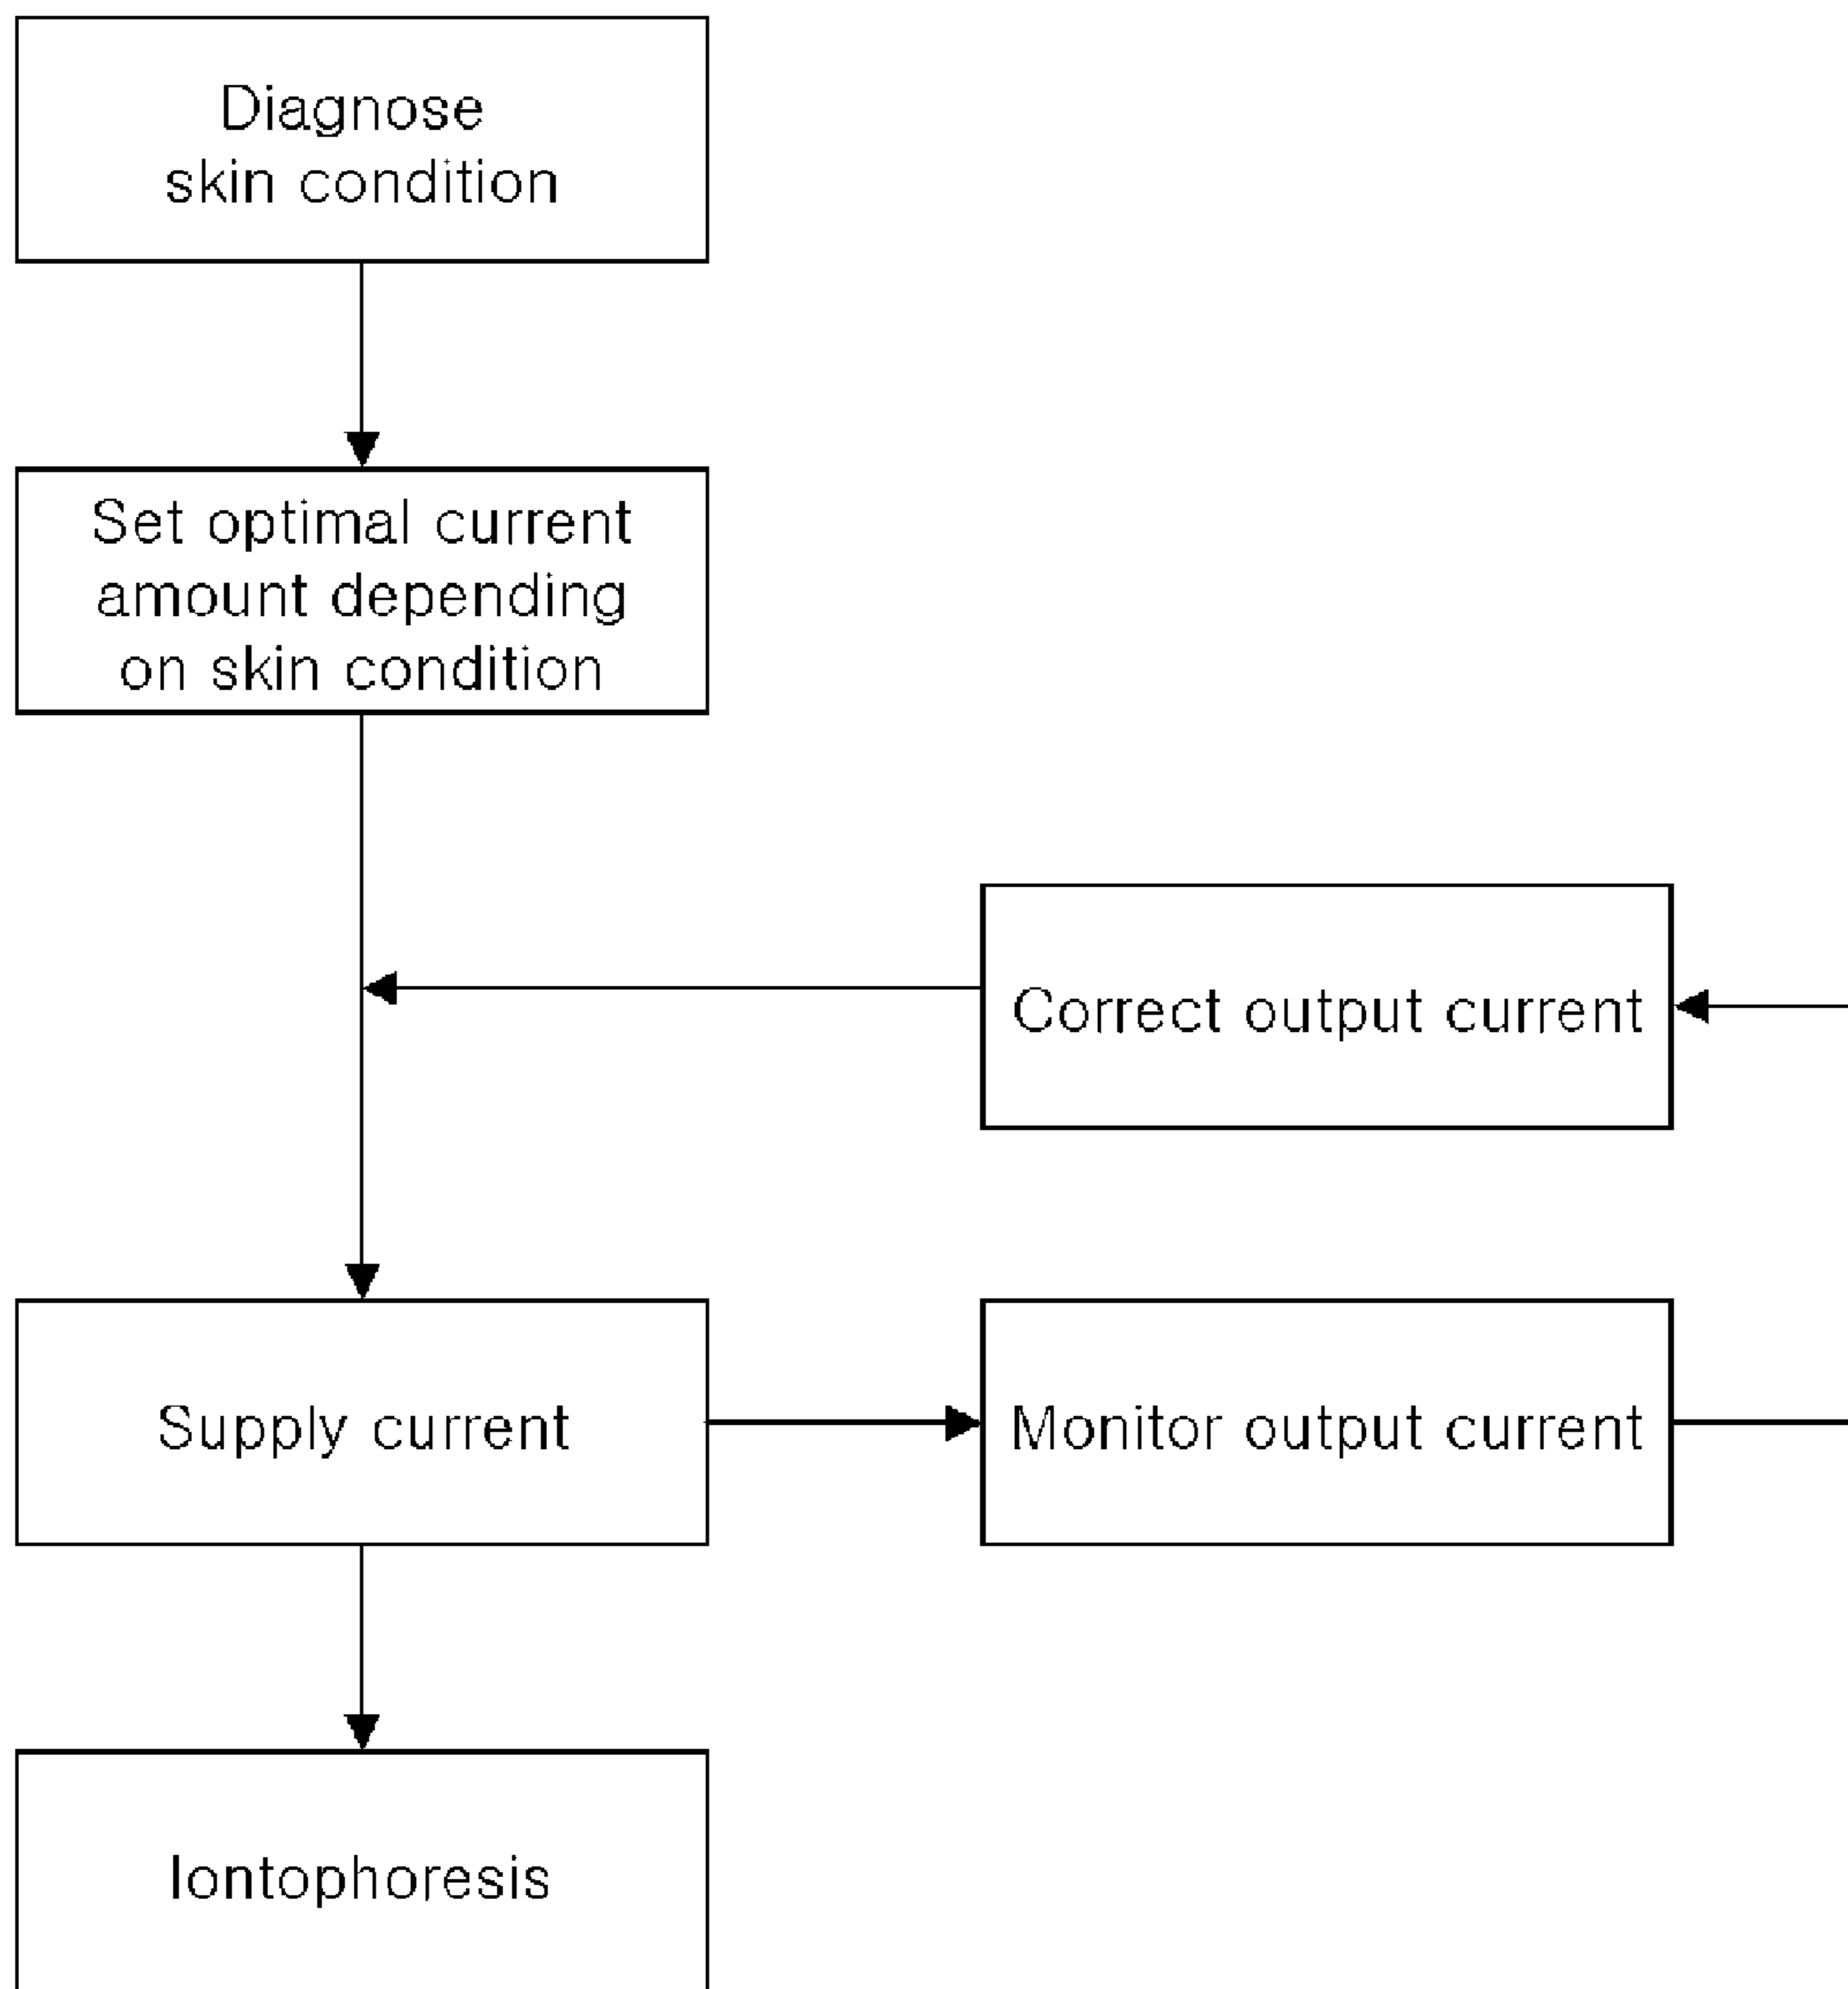 Diagnose
skin condition
Set optimal current
amount depending
on skin condition
Correct output current
Supply current
Monitor output current
Iontophoresis